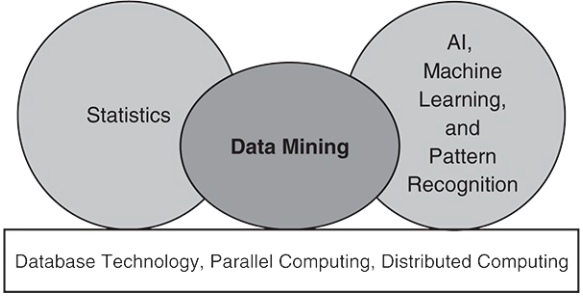 Statistics
Data Mining
AI,
Machine
Learning,
and
Pattern
Recognition
Database Technology, Parallel Computing, Distributed Computing